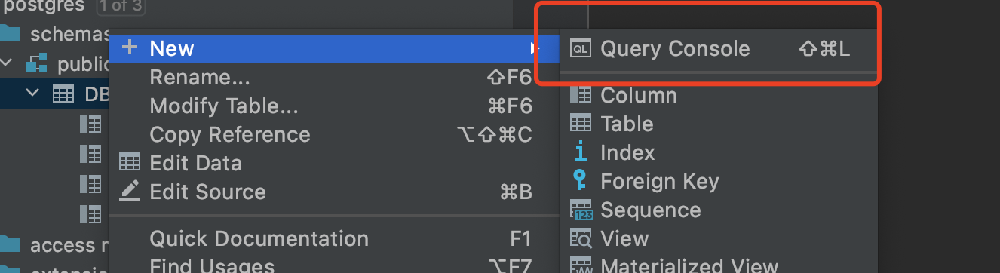 postgres 1 of 3
schemas
public
DB
access
New
Rename... ⇧F6
Modify Table... ⌘F6
Copy Reference ⌥⇧⌘C
Edit Data
Edit Source ⌘B
Quick Documentation F1
Find Usages ⌥F7
QL Query Console ⇧⌘L
Column
Table
Index
Foreign Key
123 Sequence
View
Materialized View